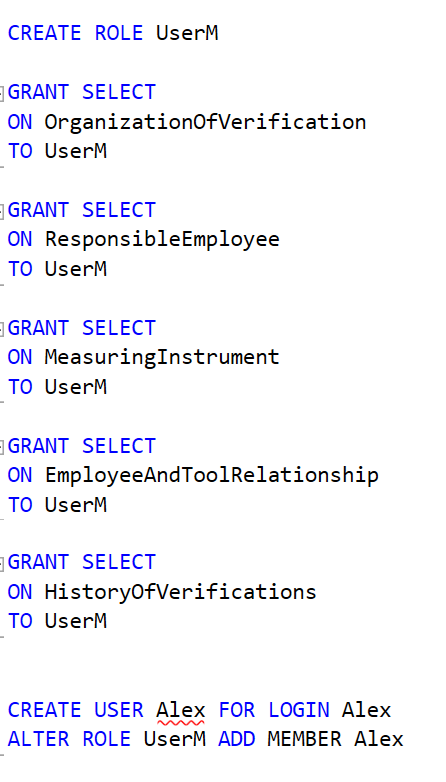 CREATE ROLE UserM
GRANT SELECT
ON OrganizationOfVerification
TO UserM
GRANT SELECT
ON ResponsibleEmployee
TO UserM
GRANT SELECT
ON MeasuringInstrument
TO UserM
GRANT SELECT
ON EmployeeAndToolRelationship
TO UserM
GRANT SELECT
ON HistoryOfVerifications
TO UserM
CREATE USER Alex FOR LOGIN Alex
ALTER ROLE UserM ADD MEMBER Alex